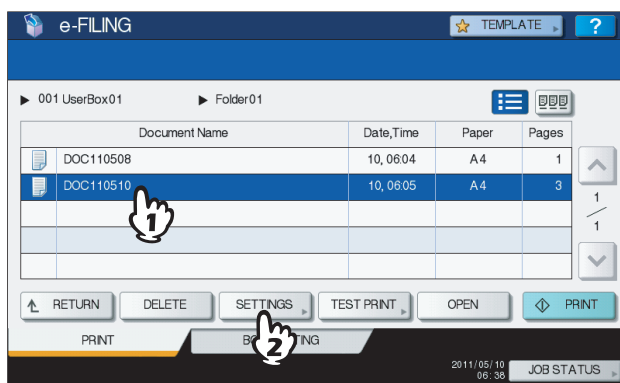 e-FILING
TEMPLATE
?
001 UserBox01
Folder01
Document Name Date,Time Paper Pages
DOC110508 10, 06:04 A4 1
DOC110510 10, 06:05 A4 3
1
1
1
RETURN DELETE SETTINGS TEST PRINT OPEN PRINT
2
PRINT
2011/05/10
06:38
JOB STATUS